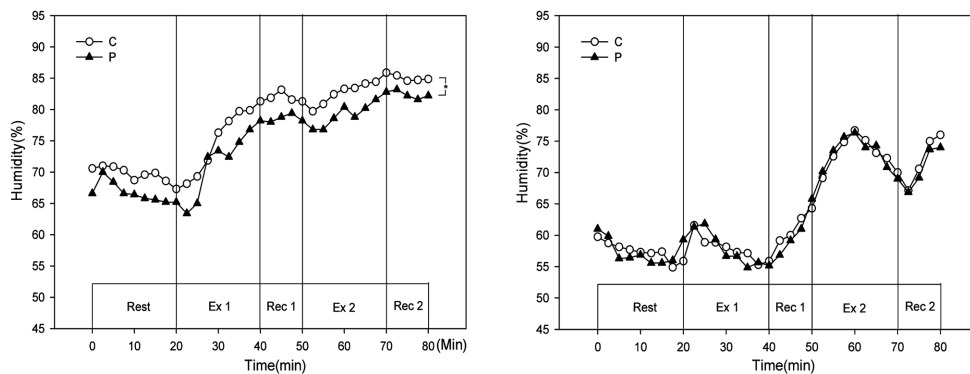 95
90
85
80
75
70
65
60
55
50
45
Humidity(%)
C
P
*
Rest
Ex 1
Rec 1
Ex 2
Rec 2
0 10 20 30 40 50 60 70 80 (Min)
Time(min)
95
90
85
80
75
70
65
60
55
50
45
Humidity(%)
C
P
Rest
Ex 1
Rec 1
Ex 2
Rec 2
0 10 20 30 40 50 60 70 80
Time(min)